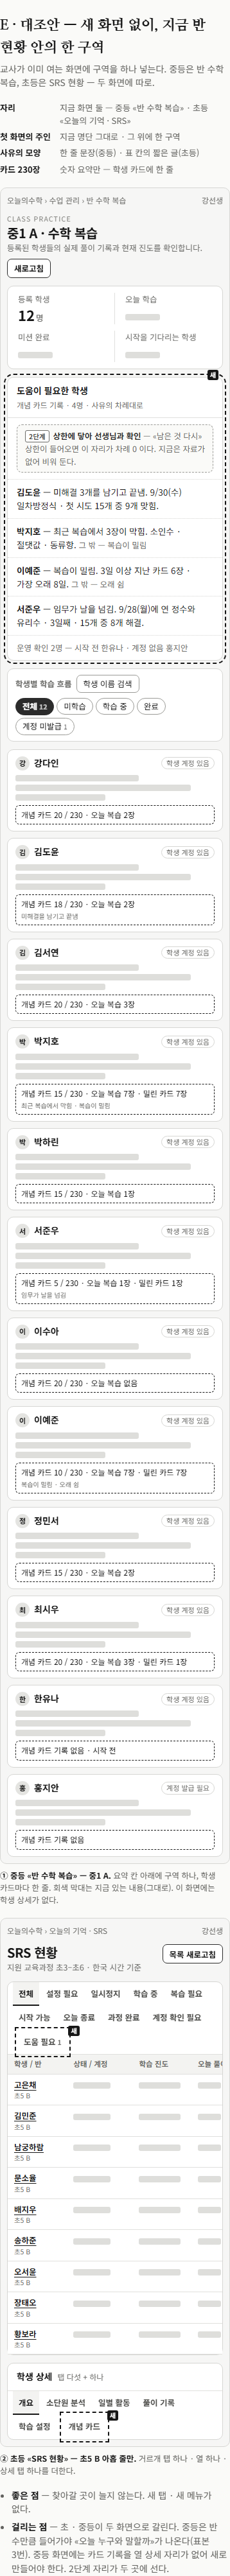 E · 대조안 — 새 화면 없이, 지금 반
현황 안의 한 구역
교사가 이미 여는 화면에 구역을 하나 넣는다. 중등은 반 수학
복습, 초등은 SRS 현황 — 두 화면에 따로.
자리 지금 화면 둘 — 중등 «반 수학 복습» · 초등
«오늘의 기억 · SRS»
첫 화면의 주인 지금 명단 그대로 · 그 위에 한 구역
사유의 모양 한 줄 문장(중등) · 표 칸의 짧은 글(초등)
카드 230장 숫자 요약만 — 학생 카드에 한 줄
오늘의수학 › 수업 관리 › 반 수학 복습 강선생
CLASS PRACTICE
중1 A · 수학 복습
등록된 학생들의 실제 풀이 기록과 현재 진도를 확인합니다.
새로고침
등록 학생 오늘 학습
12 명
미션 완료 시작을 기다리는 학생
새
도움이 필요한 학생
개념 카드 기록 · 4명 · 사유의 차례대로
2단계 상한에 닿아 선생님과 확인 — «남은 것 다시»
상한이 들어오면 이 자리가 차례 0 이다. 지금은 자료가
없어 비워 둔다.
김도윤 — 미해결 3개를 남기고 끝냄. 9/30(수)
일차방정식 · 첫 시도 15개 중 9개 맞힘.
박지호 — 최근 복습에서 3장이 막힘. 소인수 ·
절댓값 · 동류항. 그 밖 — 복습이 밀림
이예준 — 복습이 밀림. 3일 이상 지난 카드 6장 ·
가장 오래 8일. 그 밖 — 오래 쉼
서준우 — 임무가 날을 넘김. 9/28(월)에 연 정수와
유리수 · 3일째 · 15개 중 8개 해결.
운영 확인 2명 — 시작 전 한유나 · 계정 없음 홍지안
학생별 학습 흐름 학생 이름 검색
전체 12 미학습 학습 중 완료
계정 미발급 1
강 강다인 학생 계정 있음
개념 카드 20 / 230 · 오늘 복습 2장
김 김도윤 학생 계정 있음
개념 카드 18 / 230 · 오늘 복습 2장
미해결을 남기고 끝냄
김 김서연 학생 계정 있음
개념 카드 20 / 230 · 오늘 복습 3장
박 박지호 학생 계정 있음
개념 카드 15 / 230 · 오늘 복습 7장 · 밀린 카드 7장
최근 복습에서 막힘 · 복습이 밀림
박 박하린 학생 계정 있음
개념 카드 15 / 230 · 오늘 복습 1장
서 서준우 학생 계정 있음
개념 카드 5 / 230 · 오늘 복습 1장 · 밀린 카드 1장
임무가 날을 넘김
이 이수아 학생 계정 있음
개념 카드 20 / 230 · 오늘 복습 없음
이 이예준 학생 계정 있음
개념 카드 10 / 230 · 오늘 복습 7장 · 밀린 카드 7장
복습이 밀림 · 오래 쉼
정 정민서 학생 계정 있음
개념 카드 15 / 230 · 오늘 복습 2장
최 최시우 학생 계정 있음
개념 카드 20 / 230 · 오늘 복습 3장 · 밀린 카드 1장
한 한유나 학생 계정 있음
개념 카드 기록 없음 · 시작 전
홍 홍지안 계정 발급 필요
개념 카드 기록 없음
① 중등 «반 수학 복습» — 중1 A. 요약 칸 아래에 구역 하나, 학생
카드마다 한 줄. 회색 막대는 지금 있는 내용(그대로). 이 화면에는
학생 상세가 없다.
오늘의수학 › 오늘의 기억 · SRS 강선생
SRS 현황 목록 새로고침
지원 교육과정 초3–초6 · 한국 시간 기준
전체 설정 필요 일시정지 학습 중 복습 필요
시작 가능 오늘 종료 과정 완료 계정 확인 필요
도움 필요 1 새
학생 / 반 상태 / 계정 학습 진도 오늘 풀이
고은채
초5 B
김민준
초5 B
남궁하람
초5 B
문소율
초5 B
배지우
초5 B
송하준
초5 B
오서윤
초5 B
장태오
초5 B
황보라
초5 B
학생 상세 탭 다섯 + 하나
개요 소단원 분석 일별 활동 풀이 기록
학습 설정 개념 카드 새
② 초등 «SRS 현황» — 초5 B 아홉 줄만. 거르개 탭 하나 · 열 하나 ·
상세 탭 하나를 더한다.
• 좋은 점 — 찾아갈 곳이 늘지 않는다. 새 탭 · 새 메뉴가
없다.
• 걸리는 점 — 초 · 중등이 두 화면으로 갈린다. 중등은 반
수만큼 들어가야 «오늘 누구와 말할까»가 나온다(표본
3반). 중등 화면에는 카드 기록을 열 상세 자리가 없어 새로
만들어야 한다. 2단계 자리가 두 곳에 선다.